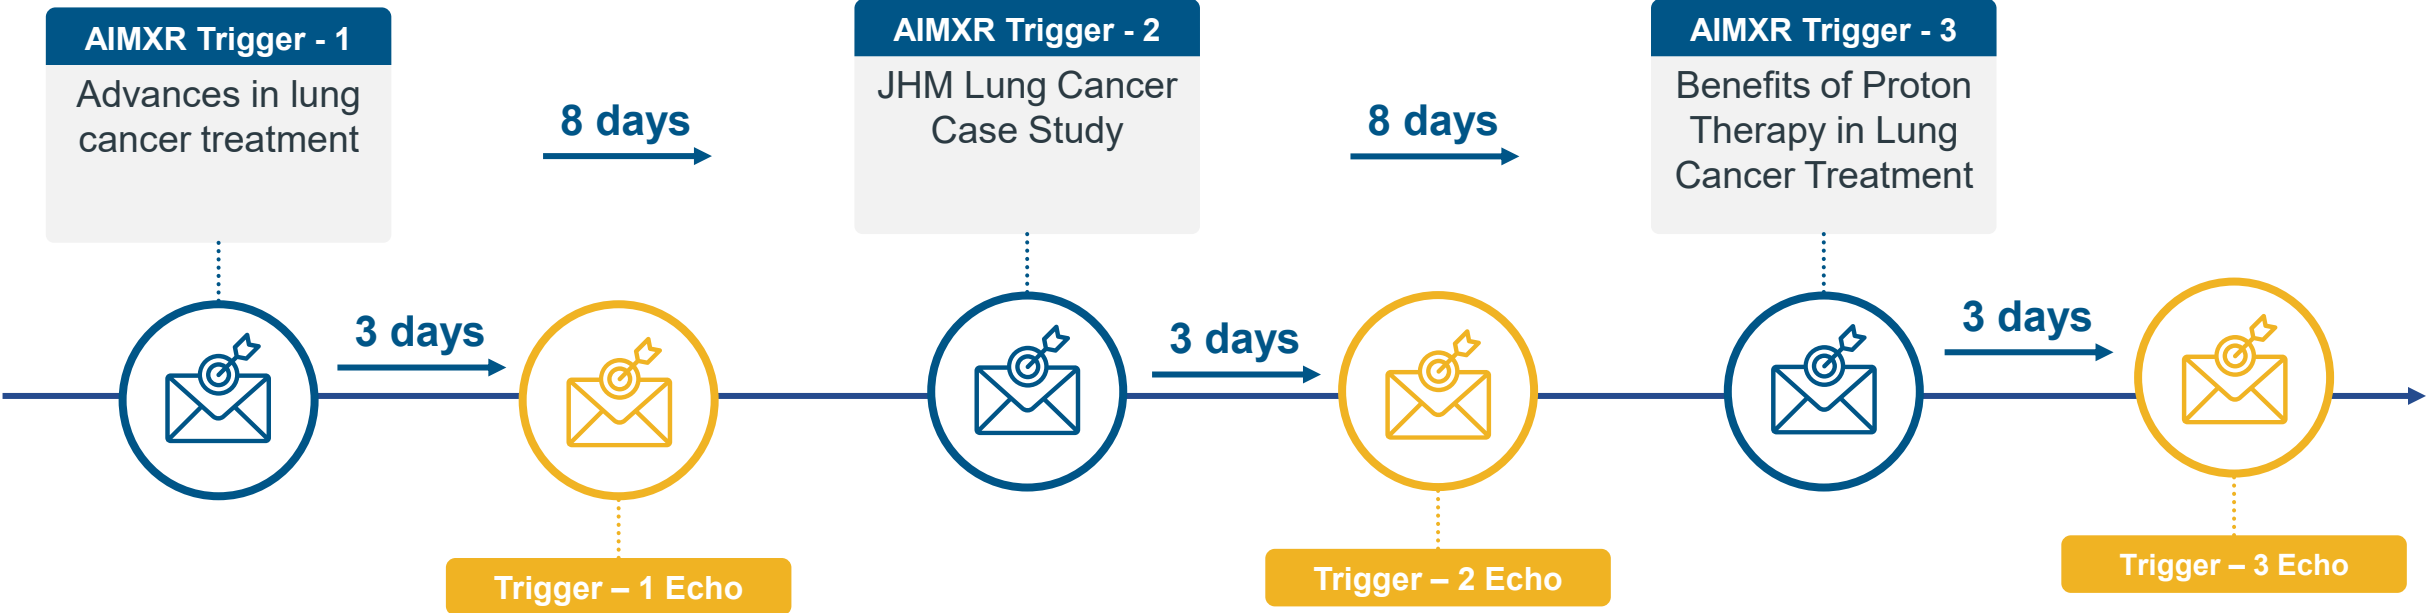 AIMXR Trigger - 1
Advances in lung
cancer treatment
8 days
AIMXR Trigger - 2
JHM Lung Cancer
Case Study
8 days
AIMXR Trigger - 3
Benefits of Proton
Therapy in Lung
Cancer Treatment
3 days
3 days
3 days
Trigger – 1 Echo
Trigger – 2 Echo
Trigger – 3 Echo